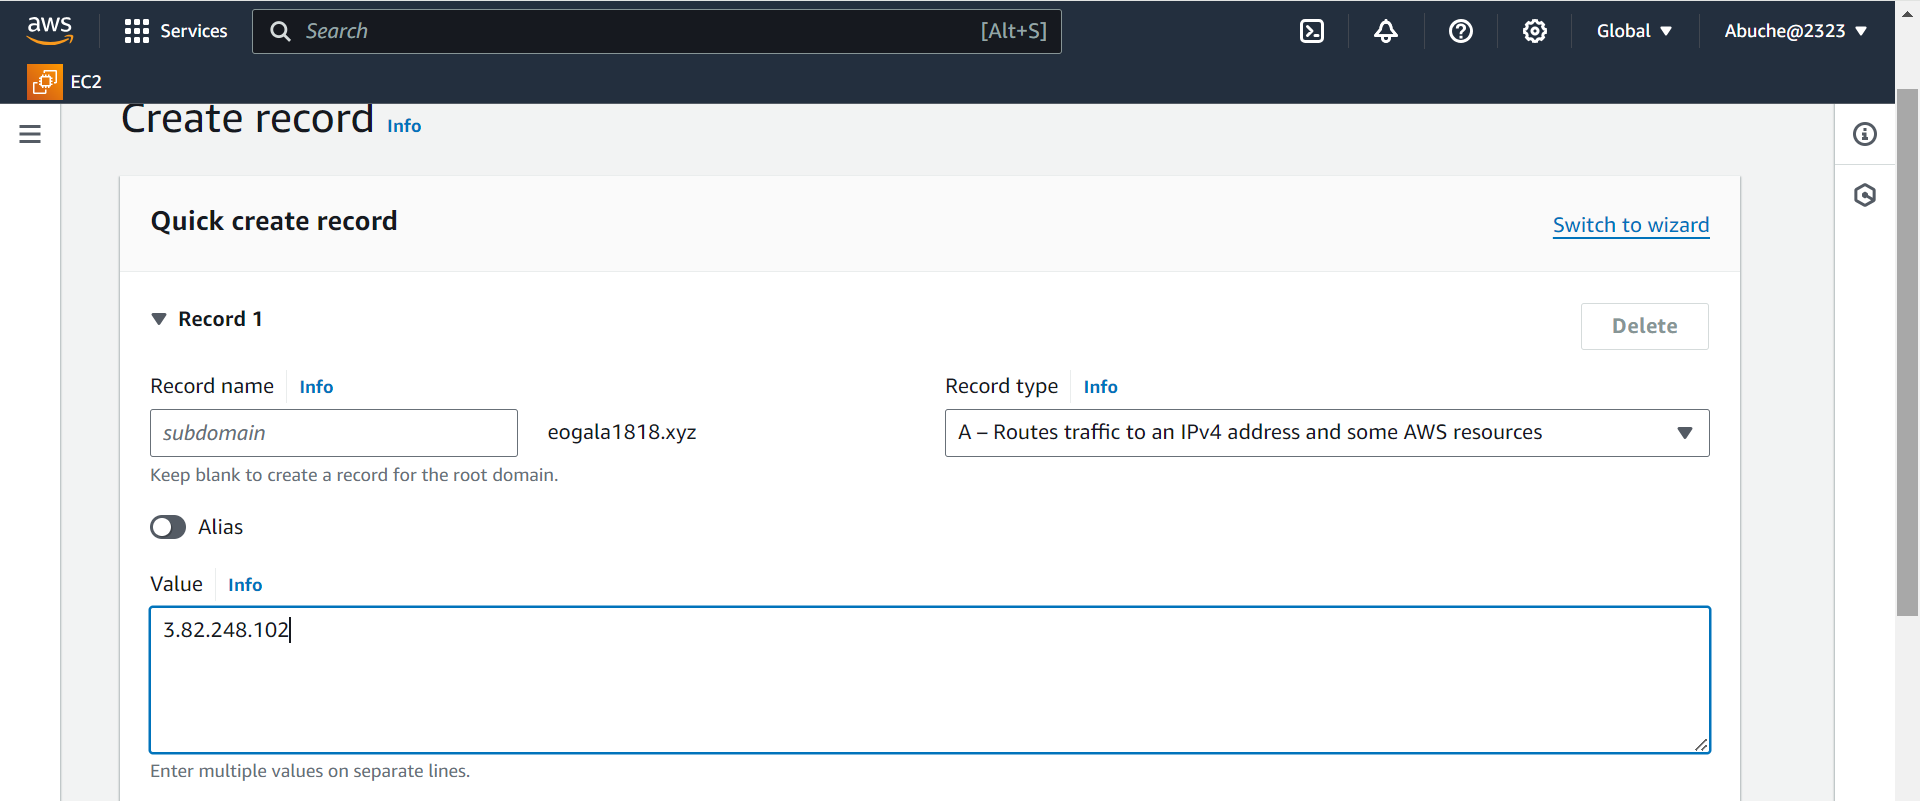 aws Services Search [Alt+S] Global Abuche@2323
EC2
Create record Info
Quick create record Switch to wizard
Record 1 Delete
Record name Info Record type Info
subdomain eogala1818.xyz A – Routes traffic to an IPv4 address and some AWS resources
Keep blank to create a record for the root domain.
Alias
Value Info
3.82.248.102
Enter multiple values on separate lines.